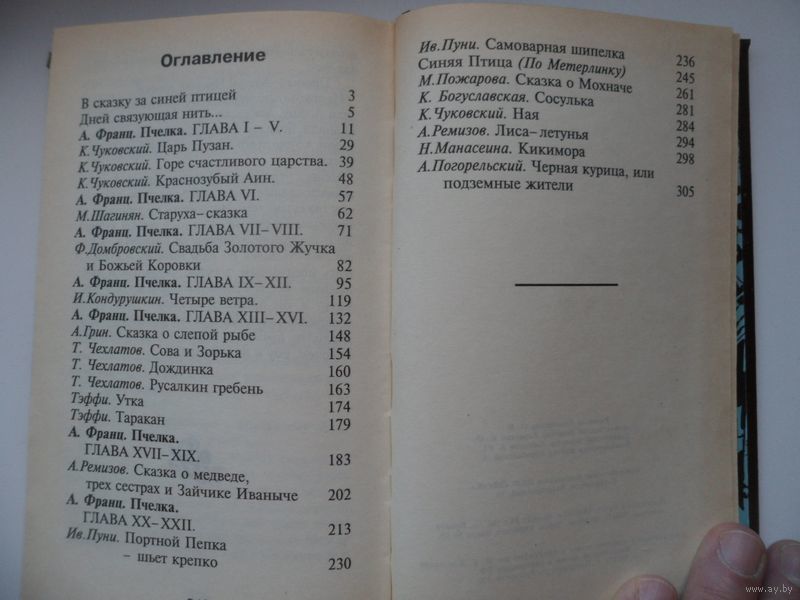 Оглавление
В сказку за синей птицей 3
Дней связующая нить... 5
А. Франц. Пчелка. ГЛАВА I – V. 11
К.Чуковский. Царь Пузан. 29
К.Чуковский. Горе счастливого царства. 39
К.Чуковский. Краснозубый Аин. 48
А. Франц. Пчелка. ГЛАВА VI. 57
М.Шагинян. Старуха–сказка 62
А. Франц. Пчелка. ГЛАВА VII–VIII. 71
Ф.Домбровский. Свадьба Золотого Жучка
и Божьей Коровки 82
А. Франц. Пчелка. ГЛАВА IX–XII. 95
И.Кондурушкин. Четыре ветра. 119
А. Франц. Пчелка. ГЛАВА XIII–XVI. 132
А.Грин. Сказка о слепой рыбе 148
Т. Чехлатов. Сова и Зорька 154
Т. Чехлатов. Дождинка 160
Т. Чехлатов. Русалкин гребень 163
Тэффи. Утка 174
Тэффи. Таракан 179
А. Франц. Пчелка.
ГЛАВА XVII–XIX. 183
А.Ремизов. Сказка о медведе,
трех сестрах и Зайчике Иваныче 202
А. Франц. Пчелка.
ГЛАВА XX–XXII. 213
Ив.Пуни. Портной Пепка
– шьет крепко 230
Ив.Пуни. Самоварная шипелка 236
Синяя Птица (По Метерлинку) 245
М.Пожарова. Сказка о Мохначе 261
К. Богуславская. Сосулька 281
К.Чуковский. Ная 284
А.Ремизов. Лиса–летунья 294
Н.Манасеина. Кикимора 298
А.Погорельский. Черная курица, или
подземные жители 305
www.ay.by